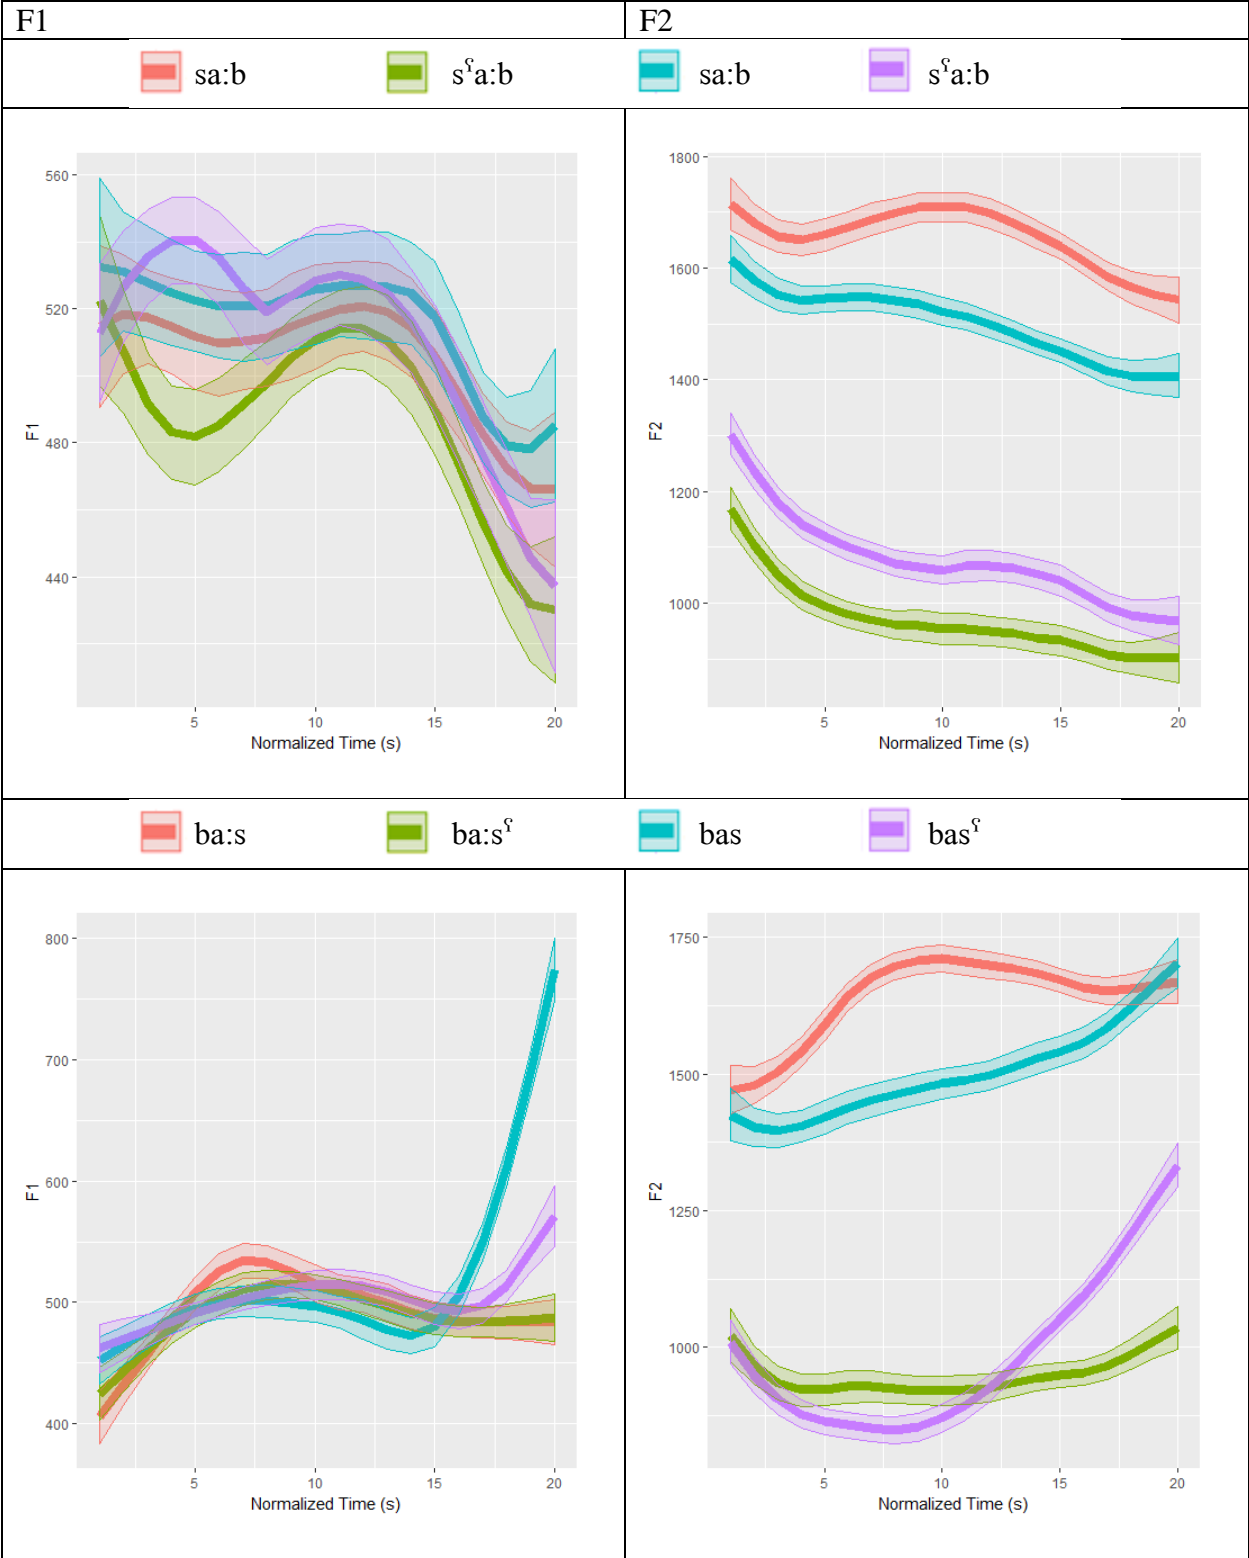 F1 F2
sa:b sˤa:b sa:b sˤa:b
560
520
480
440
F1
5 10 15 20
Normalized Time (s)
1800
1600
1400
1200
1000
F2
5 10 15 20
Normalized Time (s)
ba:s ba:sˤ bas basˤ
800
700
600
500
400
F1
5 10 15 20
Normalized Time (s)
1750
1500
1250
1000
F2
5 10 15 20
Normalized Time (s)